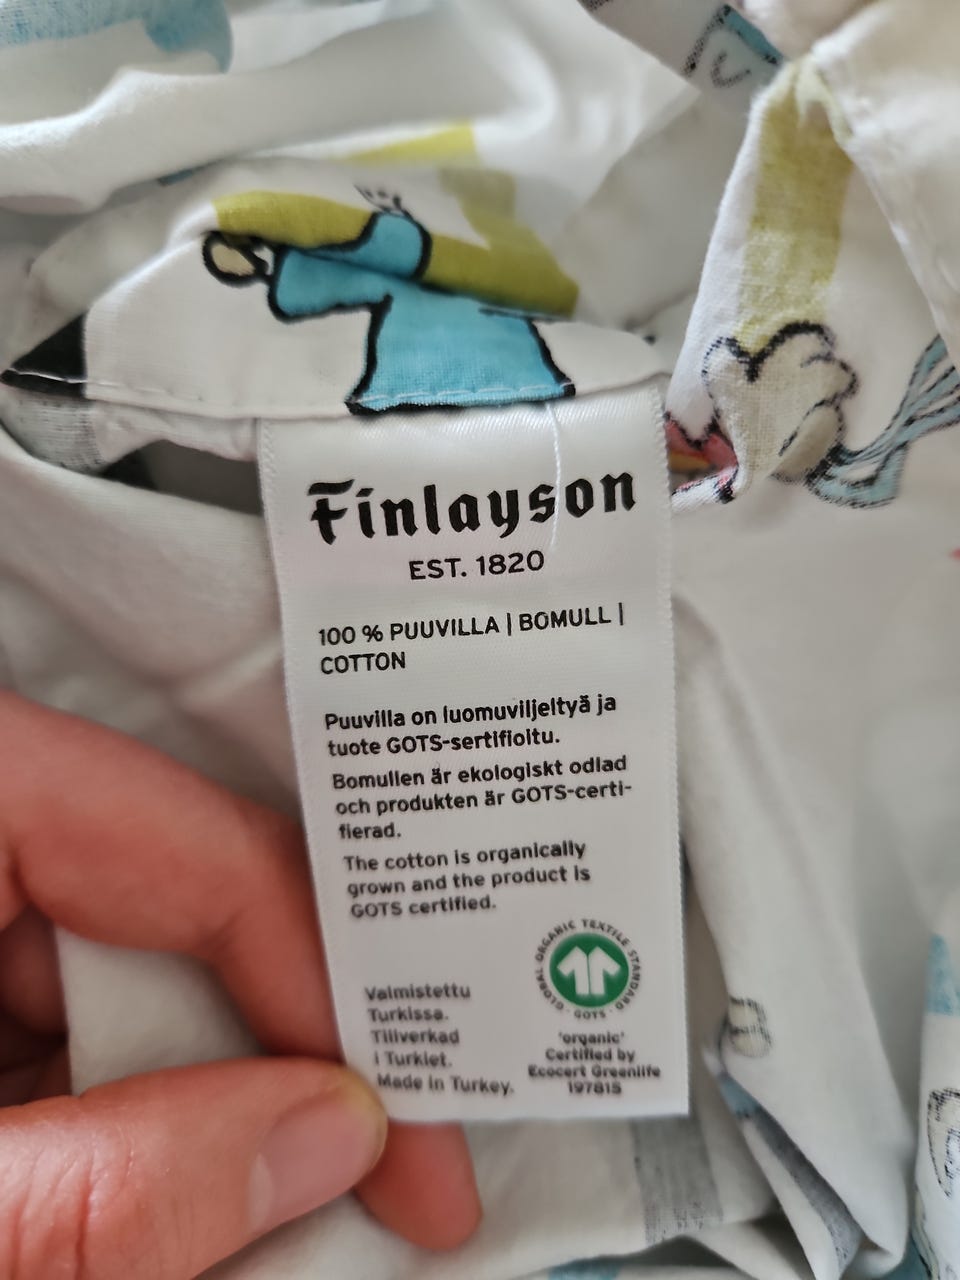 Finlayson
EST. 1820
100 % PUUVILLA | BOMULL |
COTTON
Puuvilla on luomuviljeltyä ja
tuote GOTS-sertifioitu.
Bomullen är ekologiskt odlad
och produkten är GOTS-certi-
fierad.
The cotton is organically
grown and the product is
GOTS certified.
Valmistettu
Turkissa.
Tillverkad
i Turkiet.
Made in Turkey.
GLOBAL ORGANIC TEXTILE STANDARD
· GOTS ·
'organic'
Certified by
Ecocert Greenlife
197815